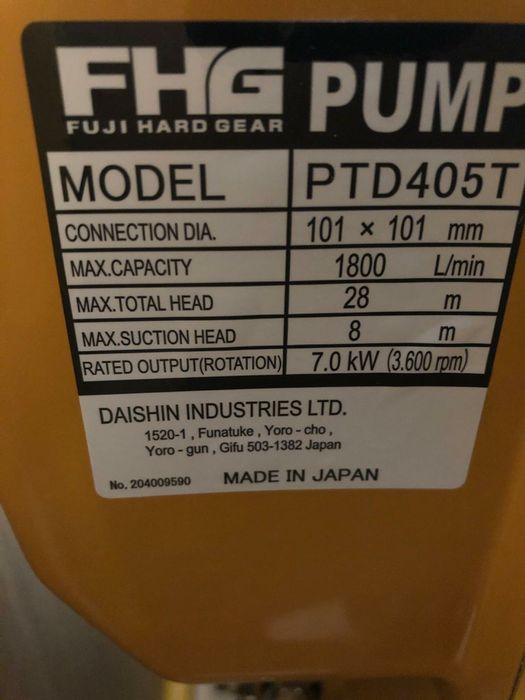 FHG PUMP
FUJI HARD GEAR
MODEL PTD405T
CONNECTION DIA. 101 × 101 mm
MAX.CAPACITY 1800 L/min
MAX.TOTAL HEAD 28 m
MAX.SUCTION HEAD 8 m
RATED OUTPUT(ROTATION) 7.0 kW (3.600 rpm)
DAISHIN INDUSTRIES LTD.
1520-1 , Funatuke , Yoro - cho ,
Yoro - gun , Gifu 503-1382 Japan
No. 204009590 MADE IN JAPAN